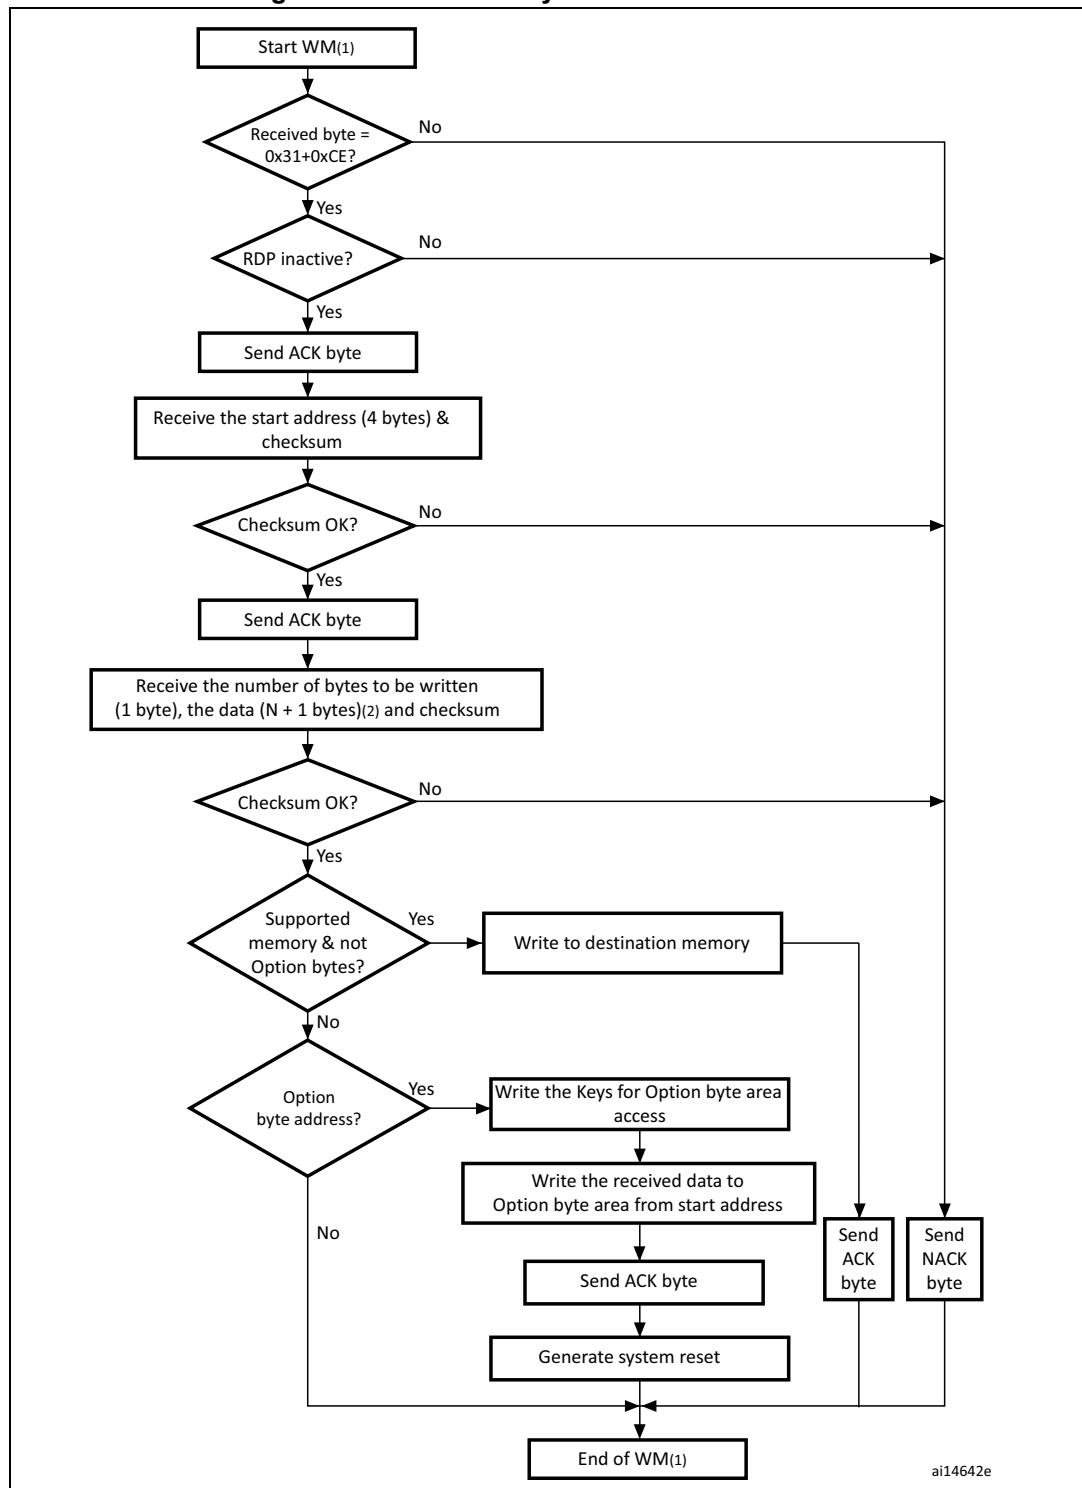 Start WM(1)
Received byte =
0x31+0xCE?
No
Yes
RDP inactive?
No
Yes
Send ACK byte
Receive the start address (4 bytes) &
checksum
Checksum OK?
No
Yes
Send ACK byte
Receive the number of bytes to be written
(1 byte), the data (N + 1 bytes)(2) and checksum
Checksum OK?
No
Yes
Supported
memory & not
Option bytes?
Yes
Write to destination memory
No
Option
byte address?
Yes
Write the Keys for Option byte area
access
Write the received data to
Option byte area from start address
No
Send
ACK
byte
Send
NACK
byte
Send ACK byte
Generate system reset
End of WM(1)
ai14642e